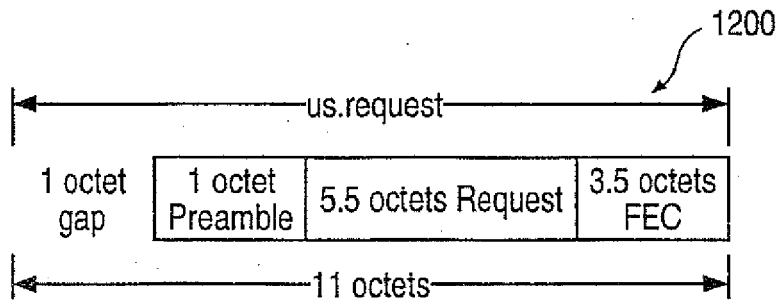 1200
us.request
1 octet
gap
1 octet
Preamble
5.5 octets Request
3.5 octets
FEC
11 octets